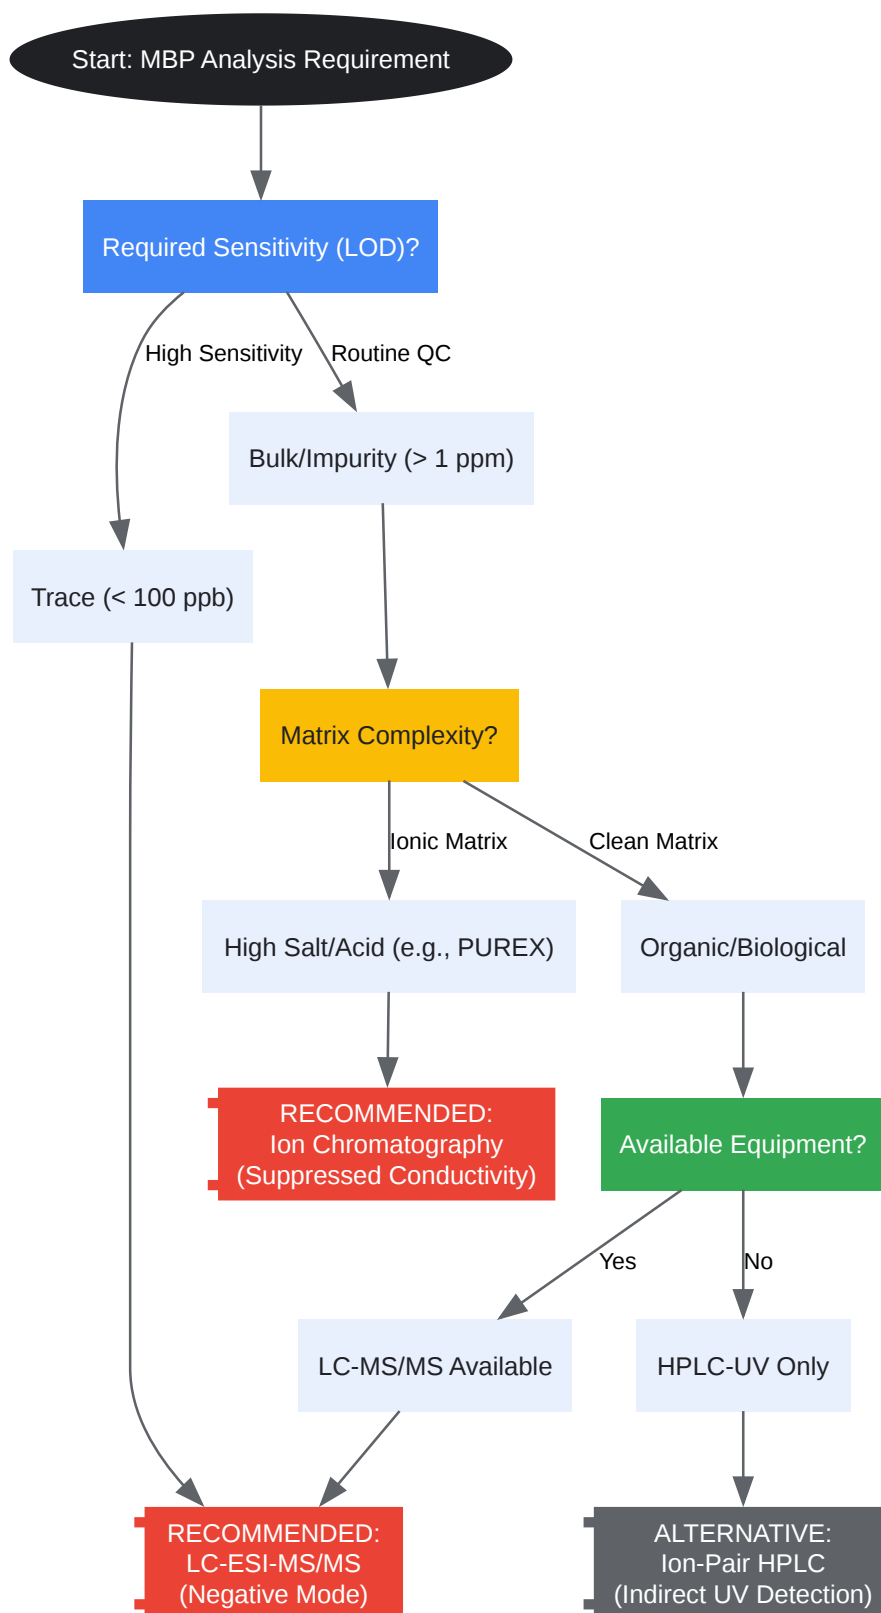 Start: MBP Analysis Requirement
Required Sensitivity (LOD)?
High Sensitivity
Routine QC
Bulk/Impurity (> 1 ppm)
Trace (< 100 ppb)
Matrix Complexity?
Ionic Matrix
Clean Matrix
High Salt/Acid (e.g., PUREX)
Organic/Biological
RECOMMENDED:
Ion Chromatography
(Suppressed Conductivity)
Available Equipment?
Yes
No
LC-MS/MS Available
HPLC-UV Only
RECOMMENDED:
LC-ESI-MS/MS
(Negative Mode)
ALTERNATIVE:
Ion-Pair HPLC
(Indirect UV Detection)